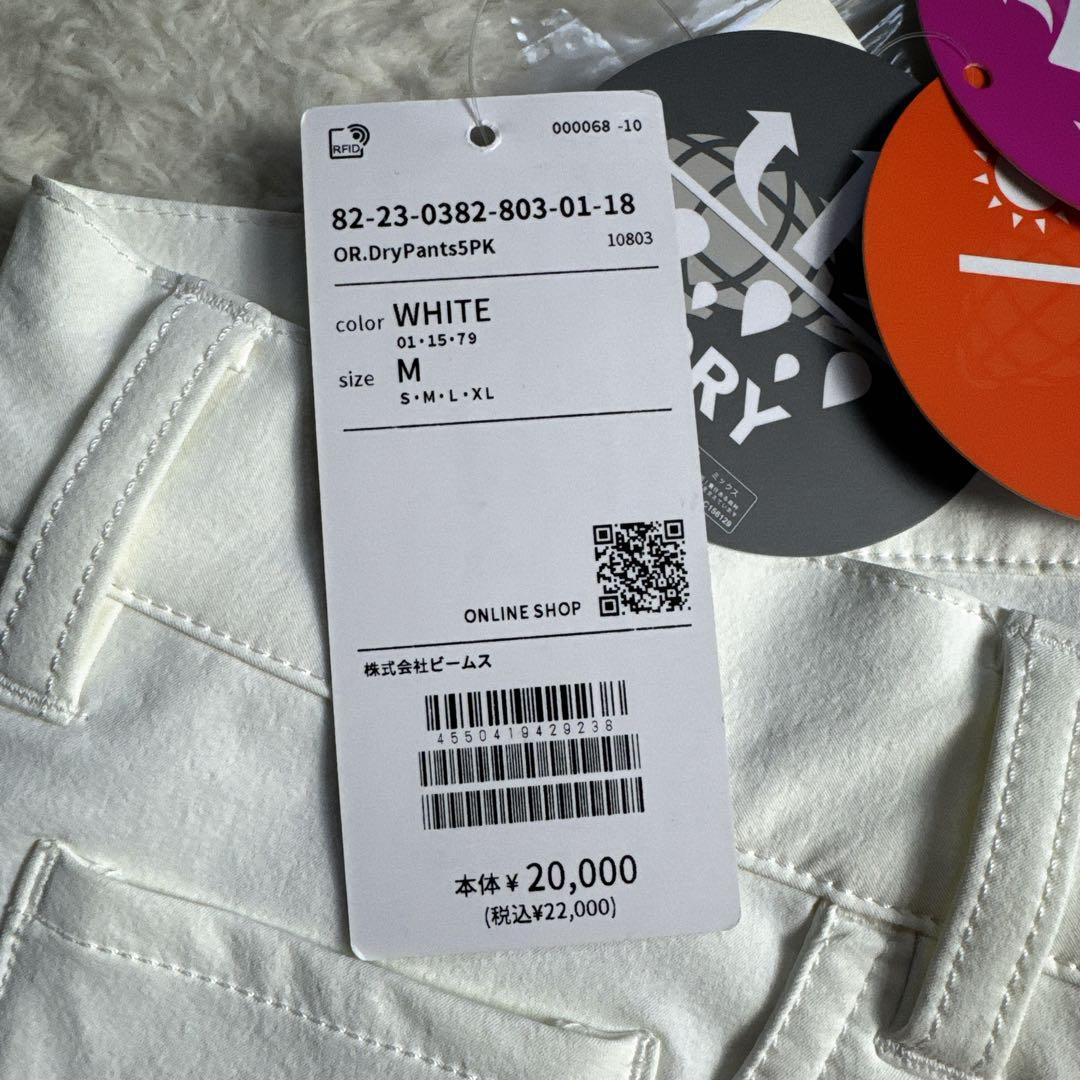 RFID
000068 -10
82-23-0382-803-01-18
OR.DryPants5PK
10803
color WHITE
01・15・79
size M
S・M・L・XL
ONLINE SHOP
株式会社ビームス
4550419429238
本体¥20,000
(税込¥22,000)
DRY
ミックス
C156129